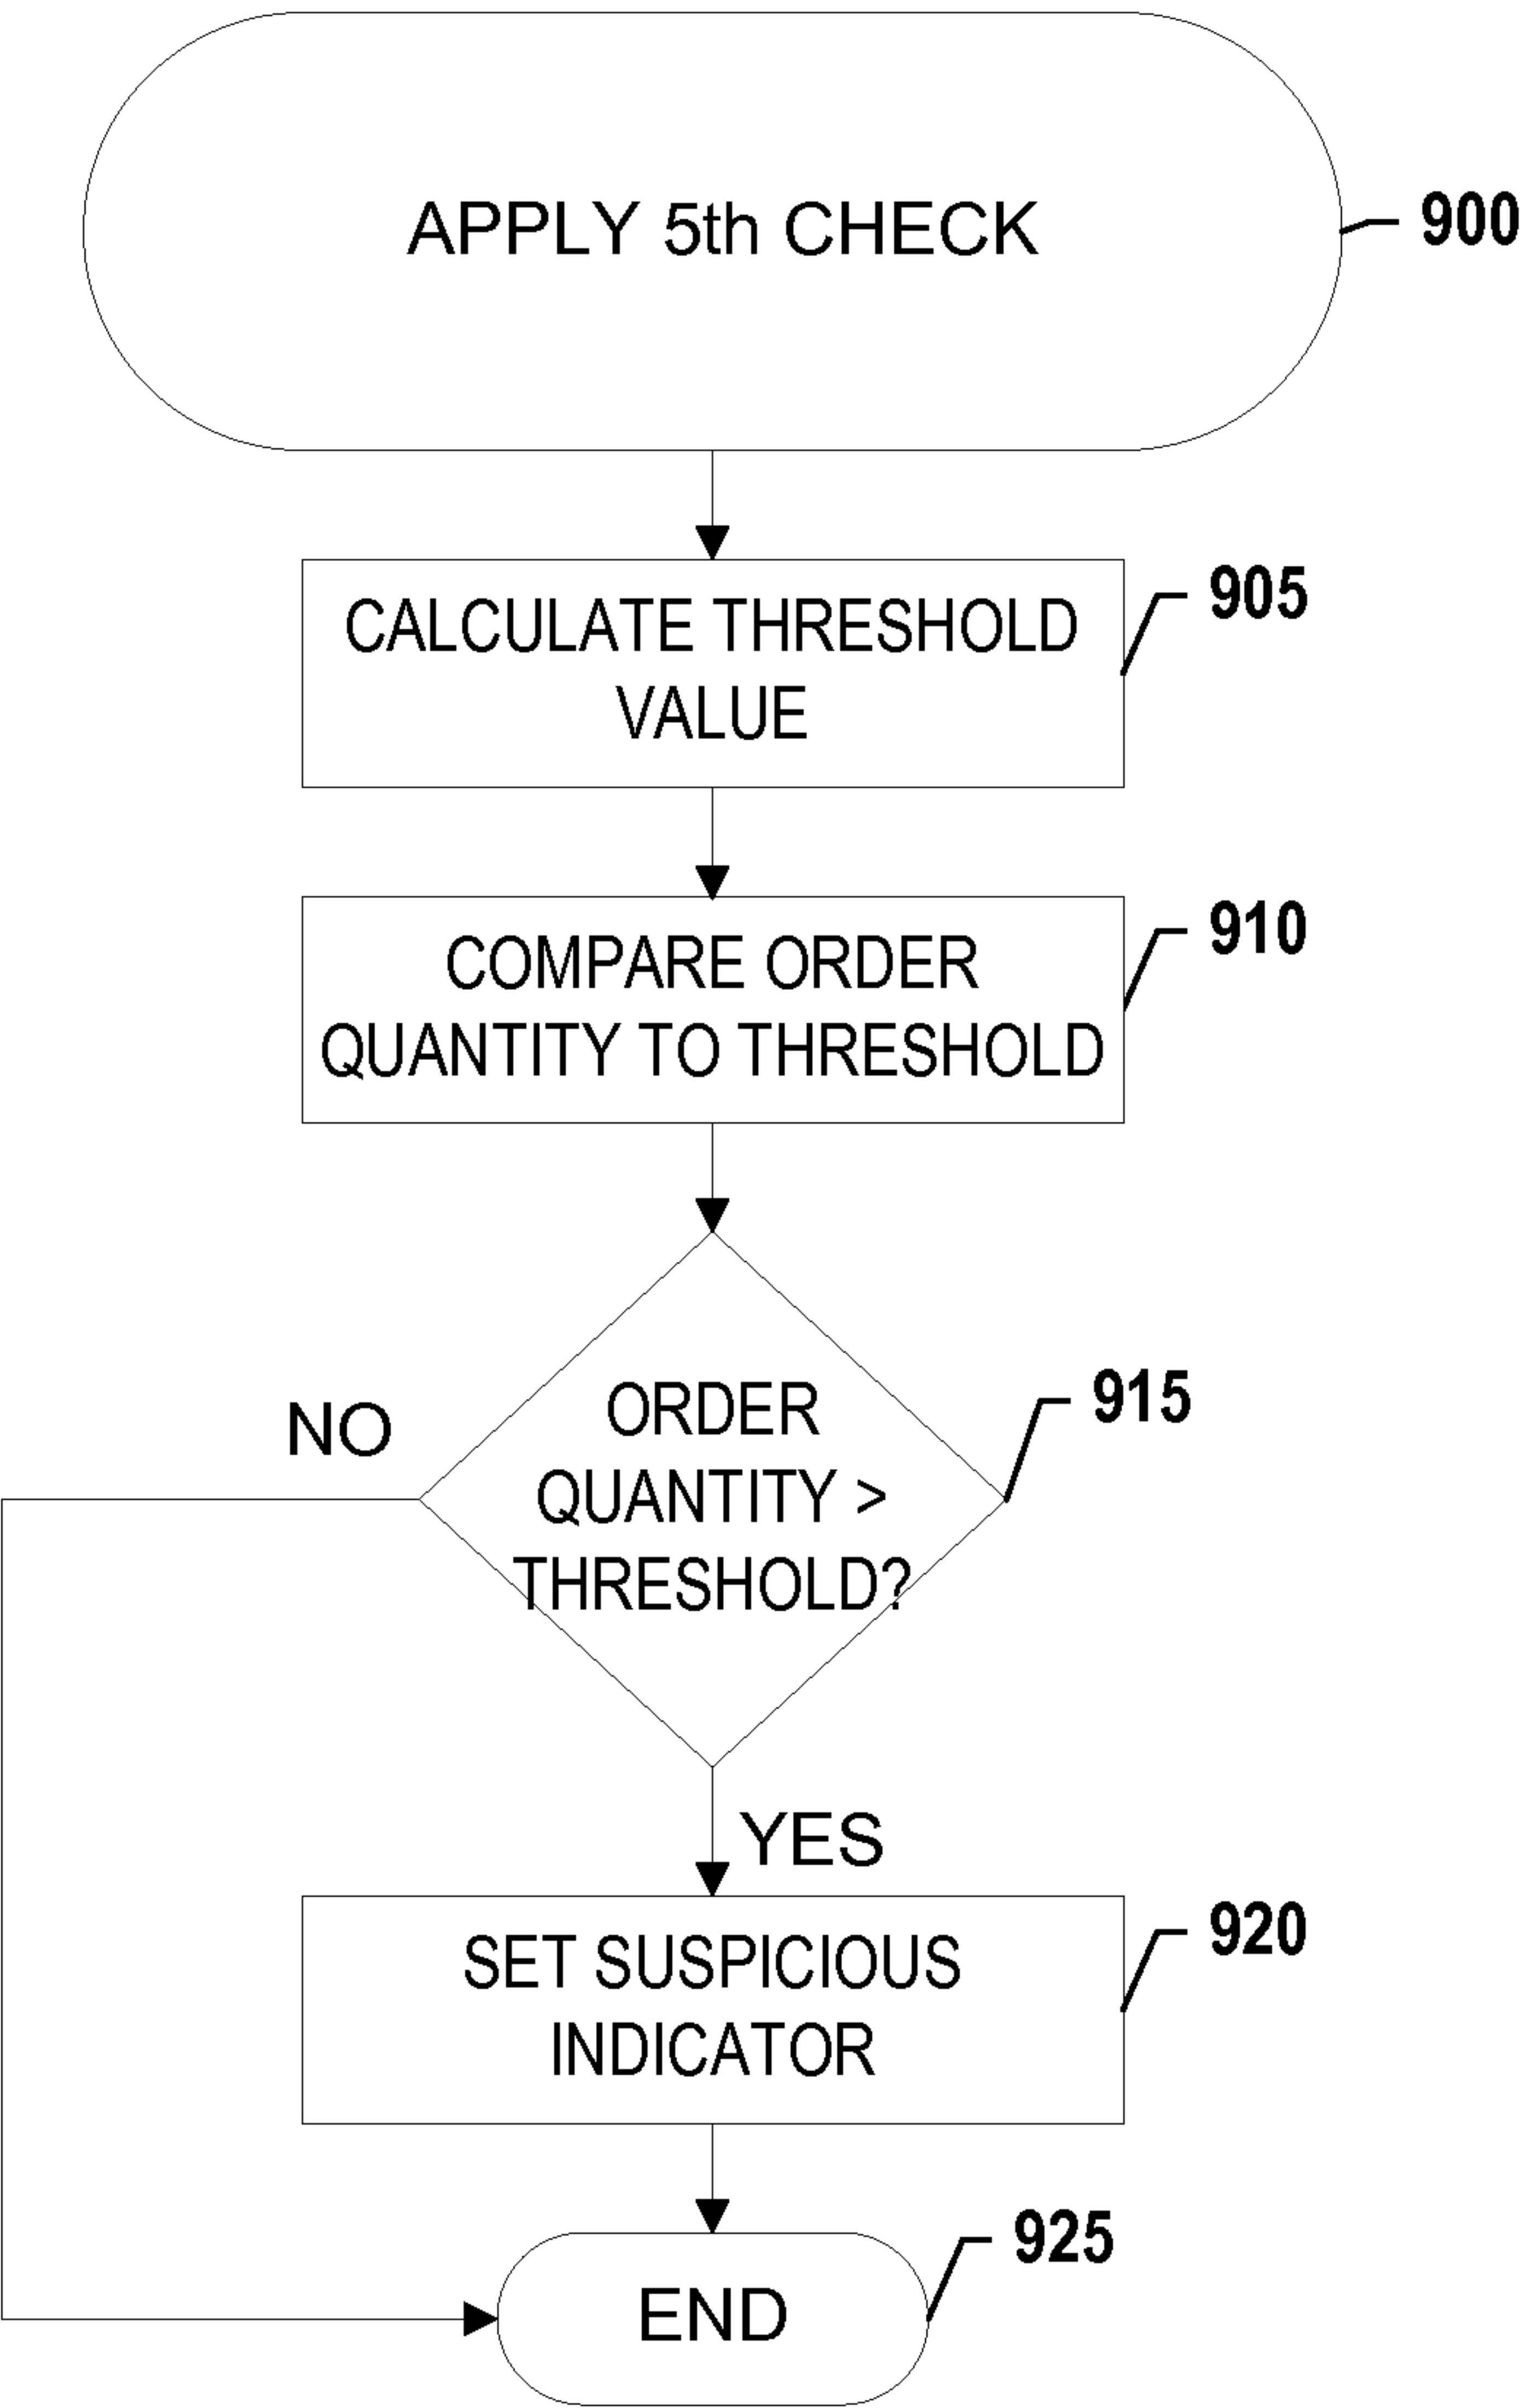 APPLY 5th CHECK
900
CALCULATE THRESHOLD
VALUE
905
COMPARE ORDER
QUANTITY TO THRESHOLD
910
ORDER
QUANTITY >
THRESHOLD?
915
NO
YES
SET SUSPICIOUS
INDICATOR
920
END
925